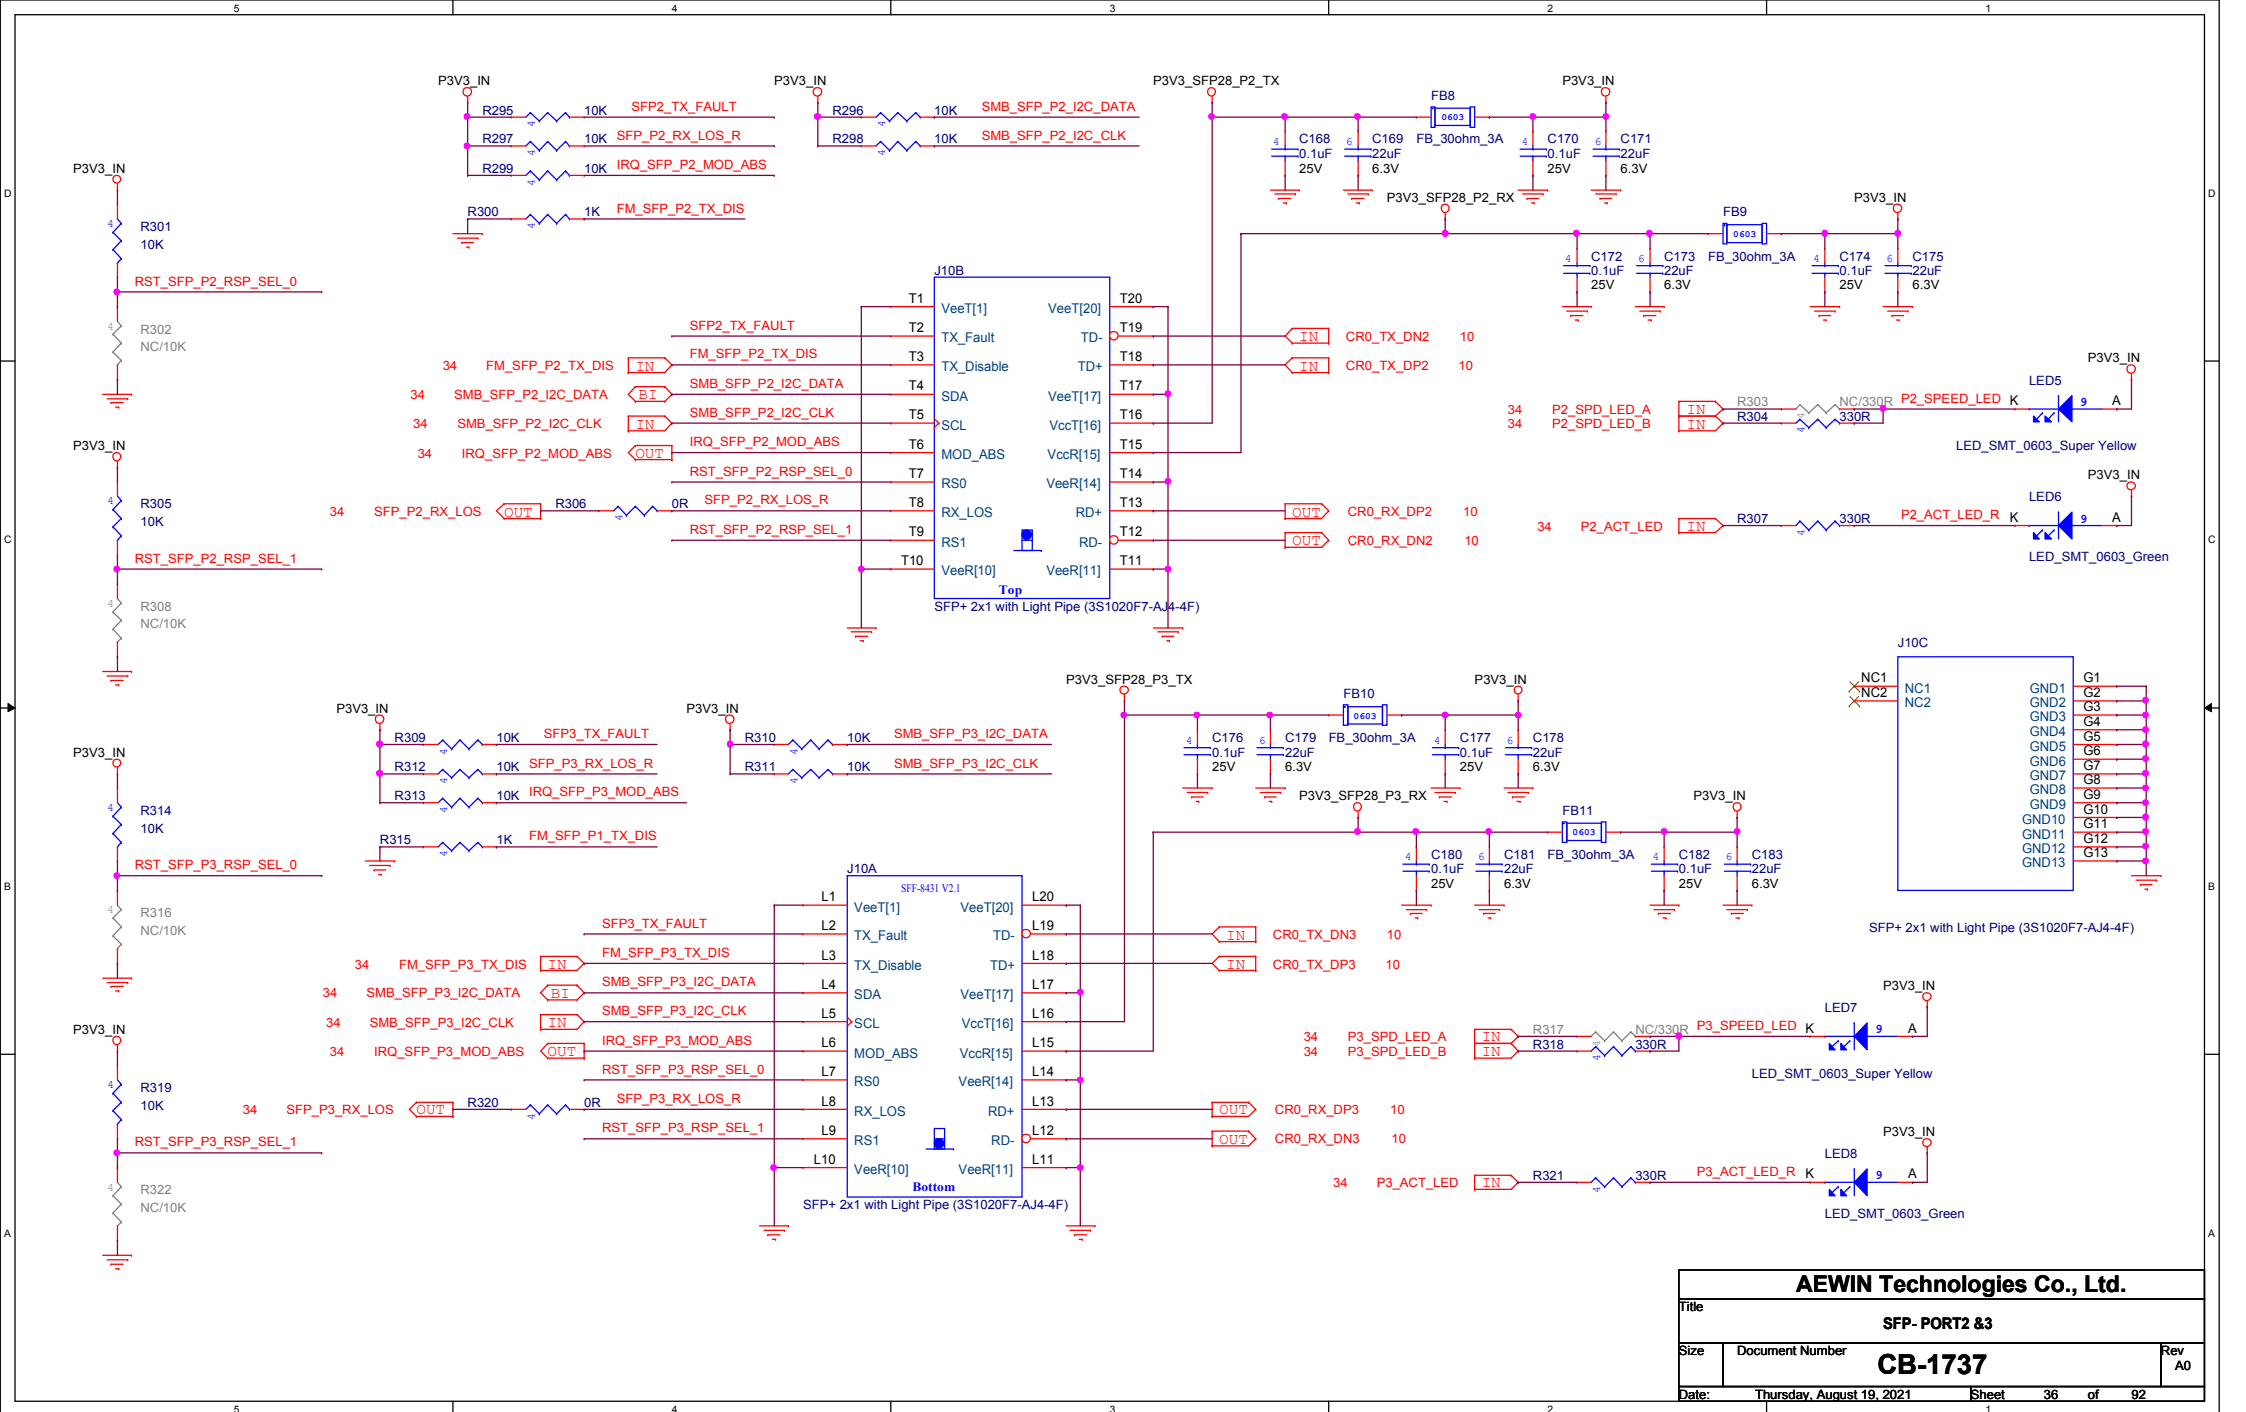 5 4 3 2 1
P3V3_IN
R295 10K SFP2_TX_FAULT
R297 10K SFP_P2_RX_LOS_R
R299 10K IRQ_SFP_P2_MOD_ABS
R300 1K FM_SFP_P2_TX_DIS
P3V3_IN
R296 10K SMB_SFP_P2_I2C_DATA
R298 10K SMB_SFP_P2_I2C_CLK
P3V3_SFP28_P2_TX
P3V3_IN
FB8
0603
FB_30ohm_3A
C168 0.1uF 25V
C169 22uF 6.3V
C170 0.1uF 25V
C171 22uF 6.3V
P3V3_SFP28_P2_RX
P3V3_IN
FB9
0603
FB_30ohm_3A
C172 0.1uF 25V
C173 22uF 6.3V
C174 0.1uF 25V
C175 22uF 6.3V
P3V3_IN
R301
10K
RST_SFP_P2_RSP_SEL_0
R302
NC/10K
P3V3_IN
R305
10K
RST_SFP_P2_RSP_SEL_1
R308
NC/10K
J10B
T1 VeeT[1] VeeT[20] T20
SFP2_TX_FAULT T2 TX_Fault TD- T19 IN CR0_TX_DN2 10
34 FM_SFP_P2_TX_DIS IN FM_SFP_P2_TX_DIS T3 TX_Disable TD+ T18 IN CR0_TX_DP2 10
34 SMB_SFP_P2_I2C_DATA BI SMB_SFP_P2_I2C_DATA T4 SDA VeeT[17] T17
34 SMB_SFP_P2_I2C_CLK IN SMB_SFP_P2_I2C_CLK T5 SCL VccT[16] T16
34 IRQ_SFP_P2_MOD_ABS OUT IRQ_SFP_P2_MOD_ABS T6 MOD_ABS VccR[15] T15
RST_SFP_P2_RSP_SEL_0 T7 RS0 VeeR[14] T14
34 SFP_P2_RX_LOS OUT R306 0R SFP_P2_RX_LOS_R T8 RX_LOS RD+ T13 OUT CR0_RX_DP2 10
RST_SFP_P2_RSP_SEL_1 T9 RS1 RD- T12 OUT CR0_RX_DN2 10
T10 VeeR[10] VeeR[11] T11
Top
SFP+ 2x1 with Light Pipe (3S1020F7-AJ4-4F)
P3V3_IN
LED5
34 P2_SPD_LED_A IN R303 NC/330R P2_SPEED_LED K 9 A
34 P2_SPD_LED_B IN R304 330R
LED_SMT_0603_Super Yellow
P3V3_IN
LED6
34 P2_ACT_LED IN R307 330R P2_ACT_LED_R K 9 A
LED_SMT_0603_Green
J10C
NC1 NC1 GND1 G1
NC2 NC2 GND2 G2
GND3 G3
GND4 G4
GND5 G5
GND6 G6
GND7 G7
GND8 G8
GND9 G9
GND10 G10
GND11 G11
GND12 G12
GND13 G13
SFP+ 2x1 with Light Pipe (3S1020F7-AJ4-4F)
P3V3_IN
R309 10K SFP3_TX_FAULT
R312 10K SFP_P3_RX_LOS_R
R313 10K IRQ_SFP_P3_MOD_ABS
R315 1K FM_SFP_P1_TX_DIS
P3V3_IN
R310 10K SMB_SFP_P3_I2C_DATA
R311 10K SMB_SFP_P3_I2C_CLK
P3V3_SFP28_P3_TX
P3V3_IN
FB10
0603
FB_30ohm_3A
C176 0.1uF 25V
C179 22uF 6.3V
C177 0.1uF 25V
C178 22uF 6.3V
P3V3_SFP28_P3_RX
P3V3_IN
FB11
0603
FB_30ohm_3A
C180 0.1uF 25V
C181 22uF 6.3V
C182 0.1uF 25V
C183 22uF 6.3V
P3V3_IN
R314
10K
RST_SFP_P3_RSP_SEL_0
R316
NC/10K
P3V3_IN
R319
10K
RST_SFP_P3_RSP_SEL_1
R322
NC/10K
J10A
SFF-8431 V2.1
L1 VeeT[1] VeeT[20] L20
SFP3_TX_FAULT L2 TX_Fault TD- L19 IN CR0_TX_DN3 10
34 FM_SFP_P3_TX_DIS IN FM_SFP_P3_TX_DIS L3 TX_Disable TD+ L18 IN CR0_TX_DP3 10
34 SMB_SFP_P3_I2C_DATA BI SMB_SFP_P3_I2C_DATA L4 SDA VeeT[17] L17
34 SMB_SFP_P3_I2C_CLK IN SMB_SFP_P3_I2C_CLK L5 SCL VccT[16] L16
34 IRQ_SFP_P3_MOD_ABS OUT IRQ_SFP_P3_MOD_ABS L6 MOD_ABS VccR[15] L15
RST_SFP_P3_RSP_SEL_0 L7 RS0 VeeR[14] L14
34 SFP_P3_RX_LOS OUT R320 0R SFP_P3_RX_LOS_R L8 RX_LOS RD+ L13 OUT CR0_RX_DP3 10
RST_SFP_P3_RSP_SEL_1 L9 RS1 RD- L12 OUT CR0_RX_DN3 10
L10 VeeR[10] VeeR[11] L11
Bottom
SFP+ 2x1 with Light Pipe (3S1020F7-AJ4-4F)
P3V3_IN
LED7
34 P3_SPD_LED_A IN R317 NC/330R P3_SPEED_LED K 9 A
34 P3_SPD_LED_B IN R318 330R
LED_SMT_0603_Super Yellow
P3V3_IN
LED8
34 P3_ACT_LED IN R321 330R P3_ACT_LED_R K 9 A
LED_SMT_0603_Green
D D
C C
B B
A A
AEWIN Technologies Co., Ltd.
Title
SFP- PORT2 &3
Size Document Number Rev
CB-1737 A0
Date: Thursday, August 19, 2021 Sheet 36 of 92
5 4 3 2 1